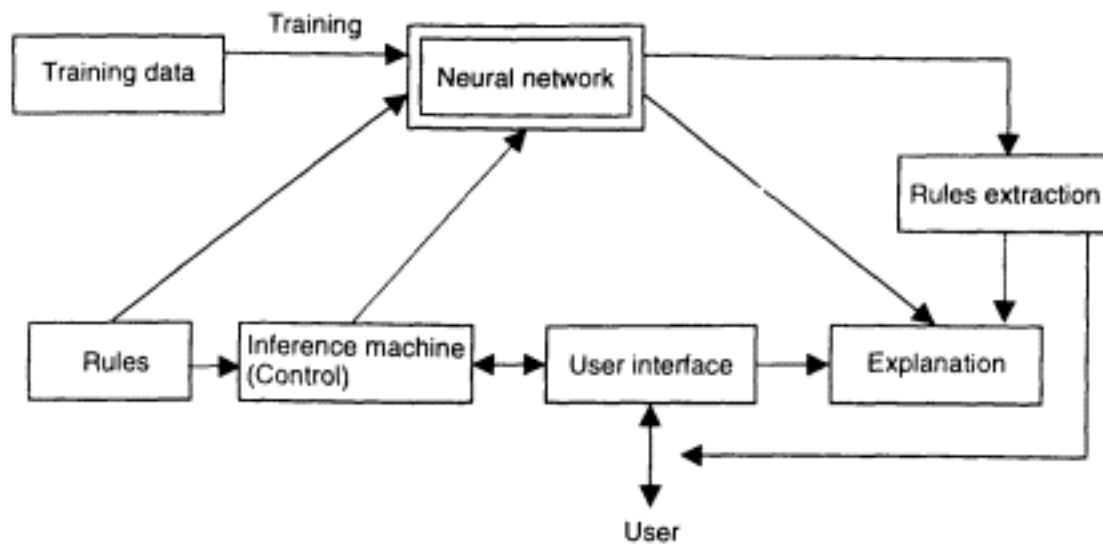 Training
Training data
Neural network
Rules extraction
Rules
Inference machine
(Control)
User interface
Explanation
User